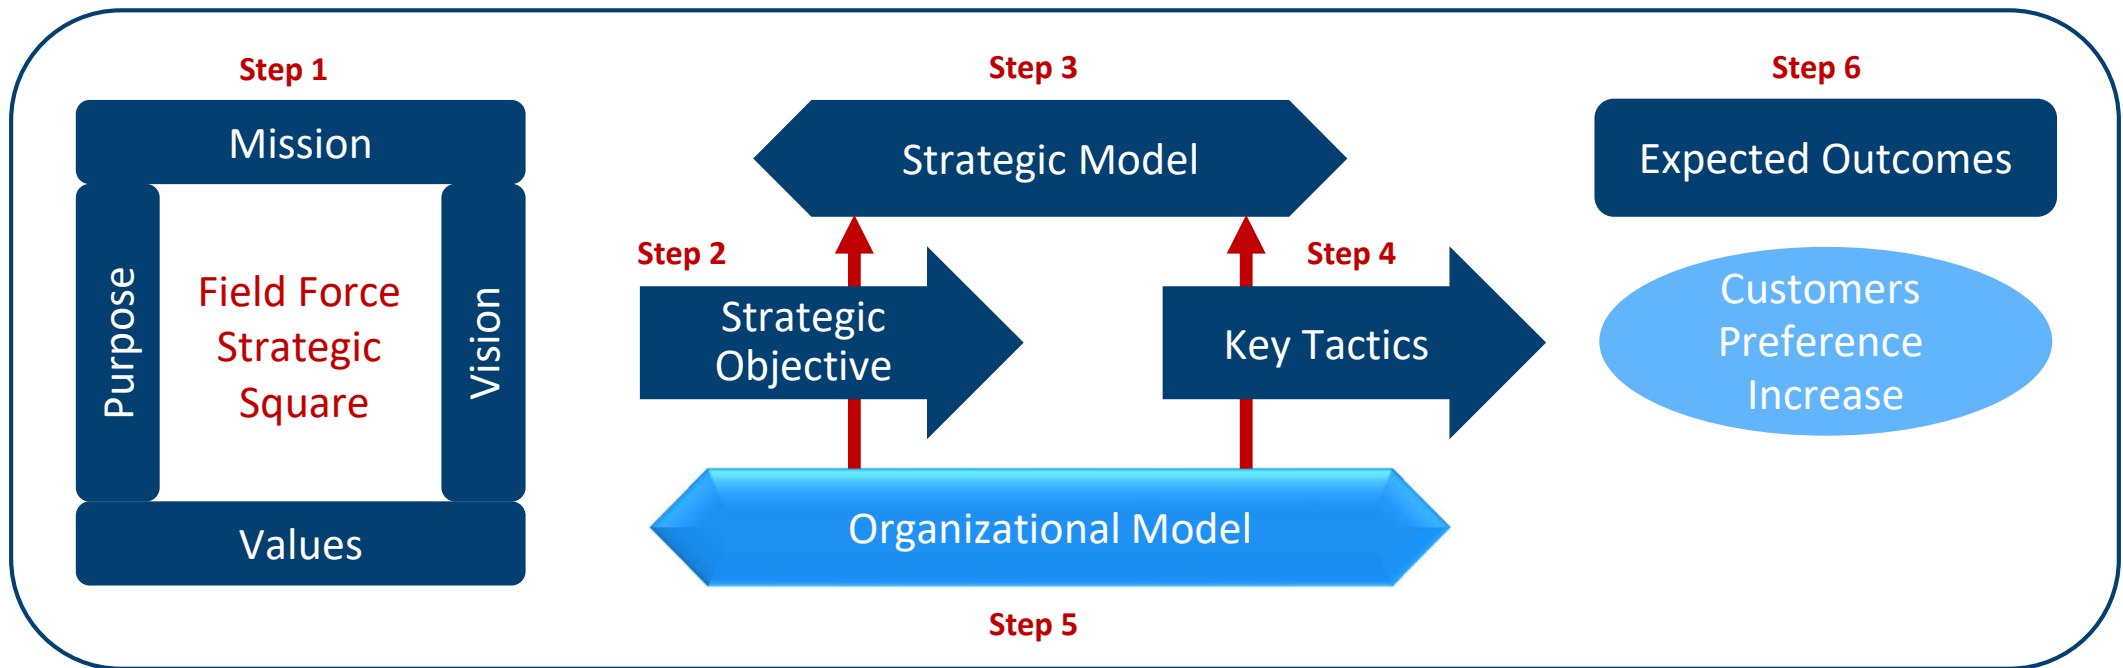 Step 1
Mission
Purpose
Field Force
Strategic
Square
Vision
Values
Step 2
Strategic
Objective
Step 3
Strategic Model
Step 4
Key Tactics
Organizational Model
Step 5
Step 6
Expected Outcomes
Customers
Preference
Increase